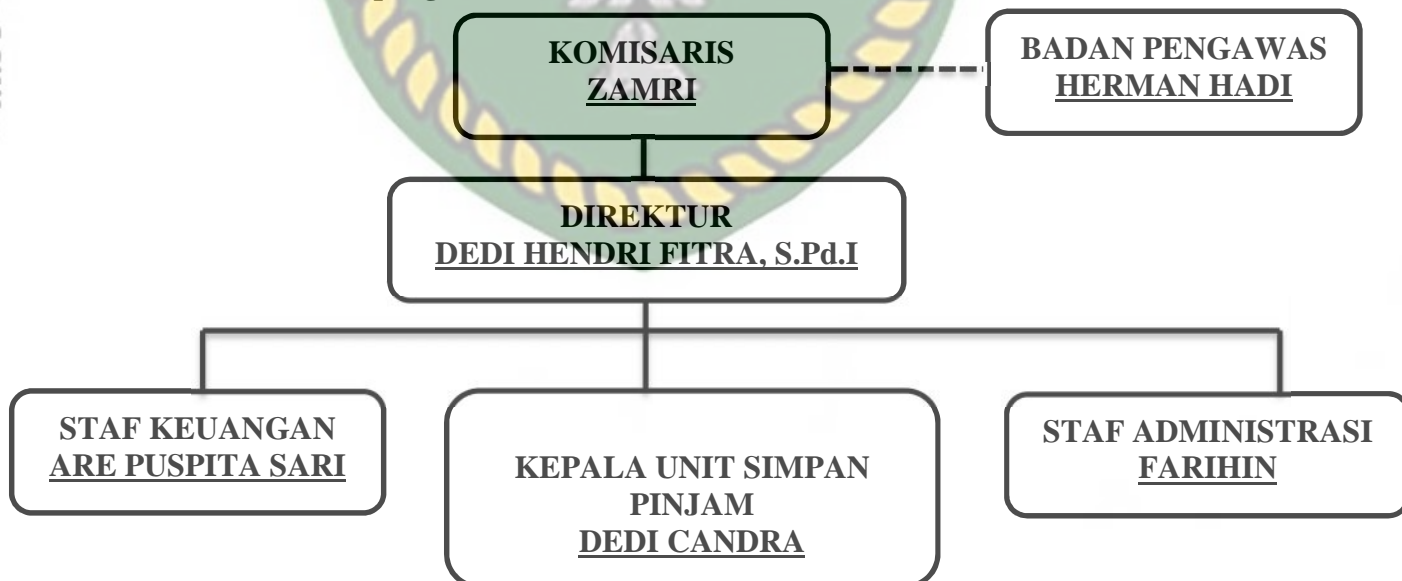 KOMISARIS
ZAMRI
BADAN PENGAWAS
HERMAN HADI
DIREKTUR
DEDI HENDRI FITRA, S.Pd.I
STAF KEUANGAN
ARE PUSPITA SARI
KEPALA UNIT SIMPAN
PINJAM
DEDI CANDRA
STAF ADMINISTRASI
FARIHIN